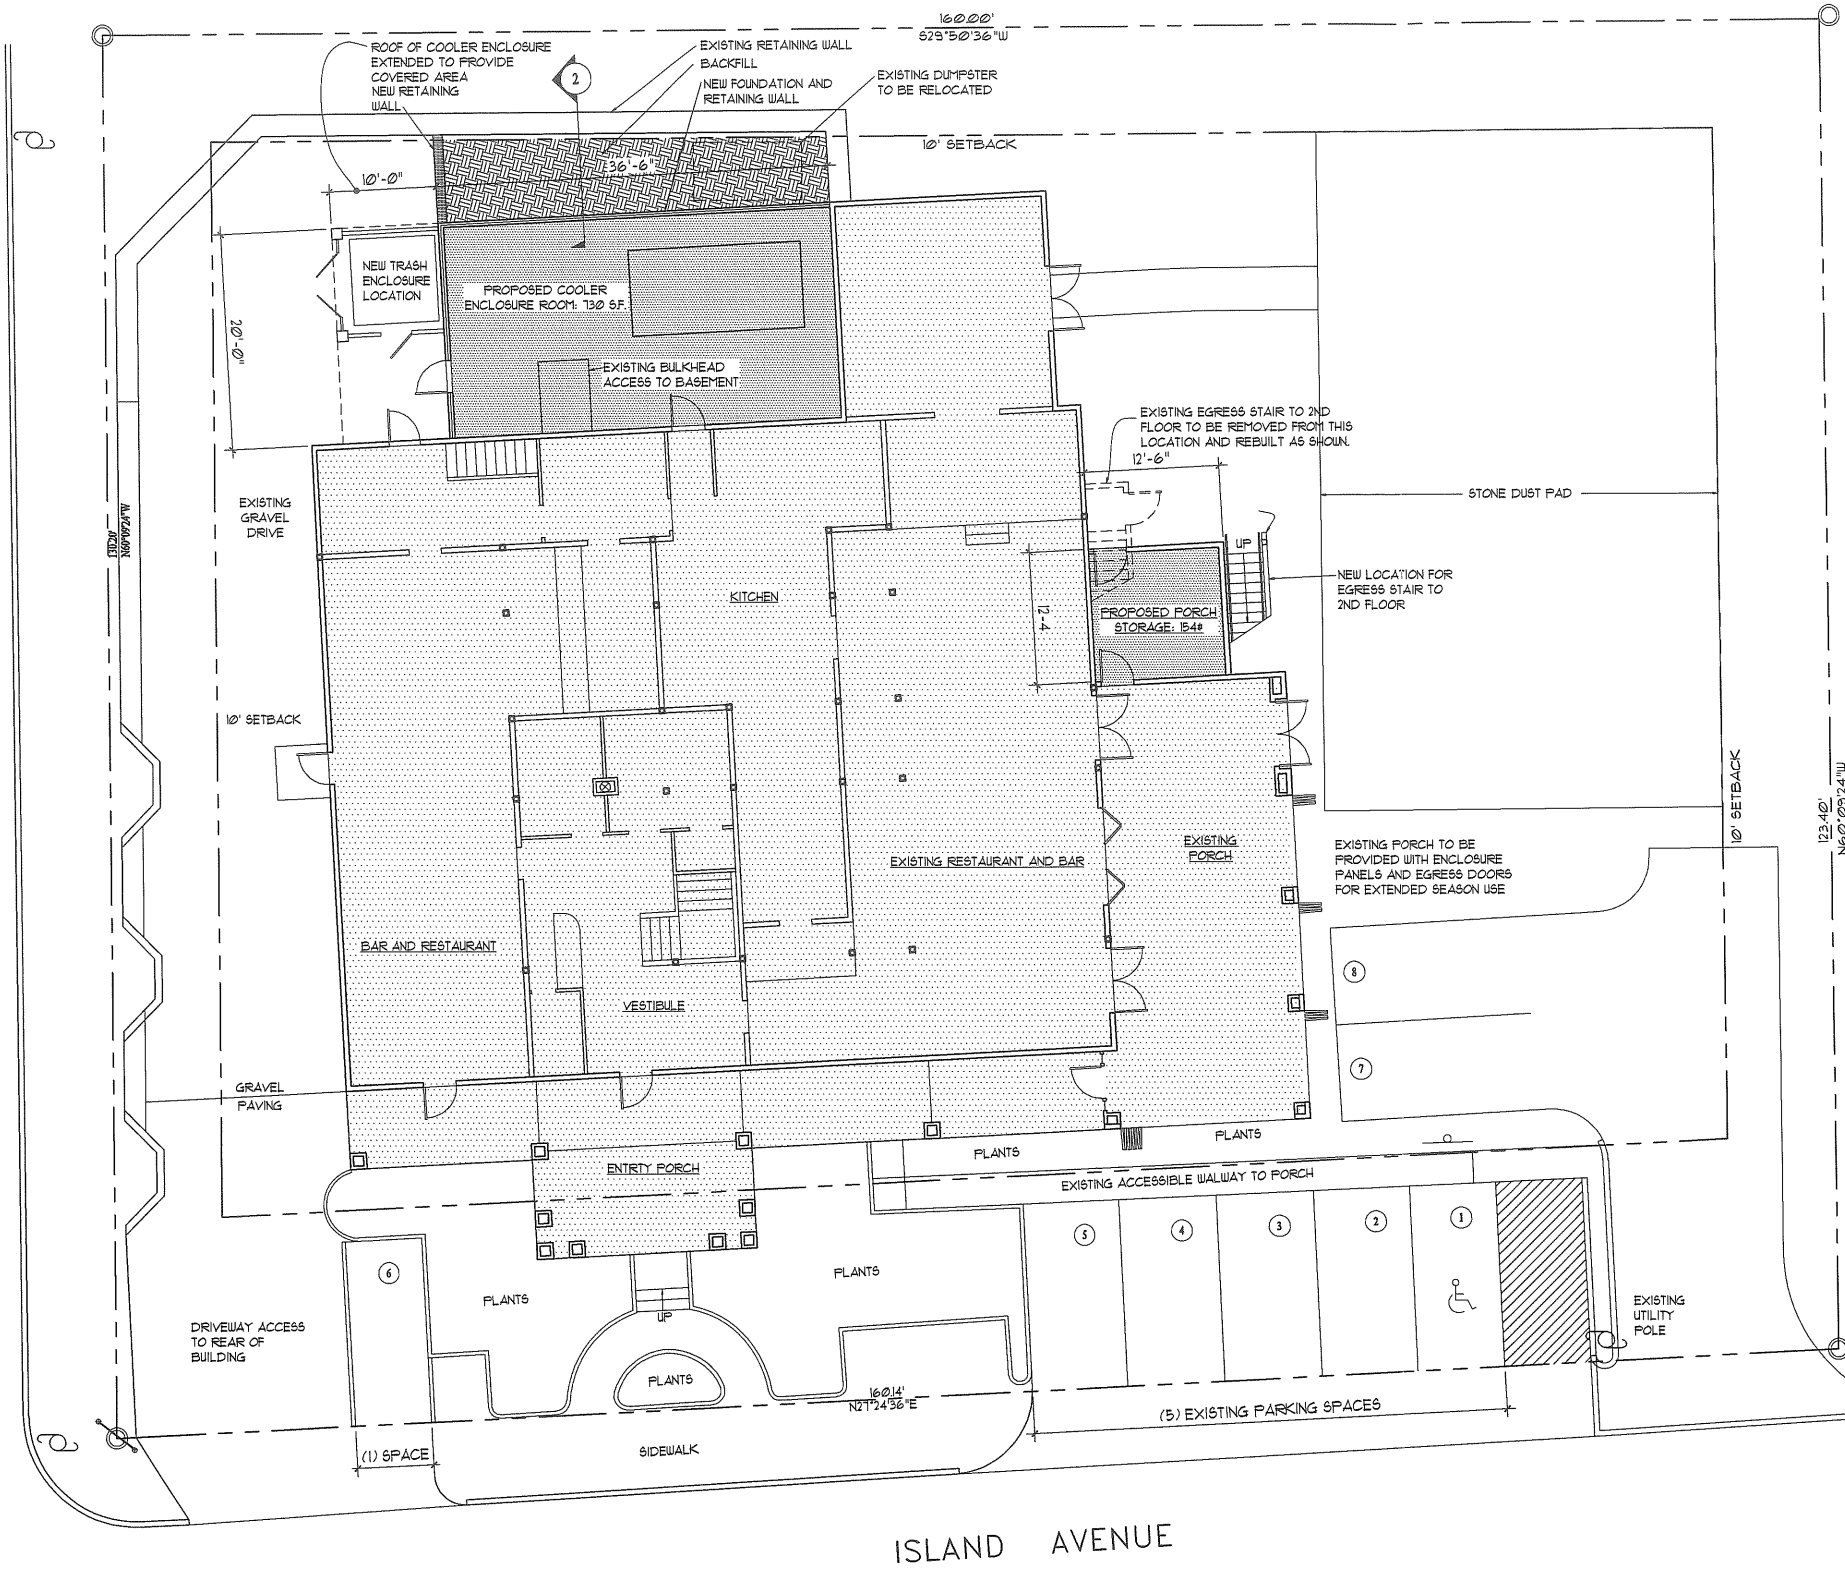 160.00'
S29°50'36"W
ROOF OF COOLER ENCLOSURE
EXTENDED TO PROVIDE
COVERED AREA
NEW RETAINING
WALL
2
EXISTING RETAINING WALL
BACKFILL
NEW FOUNDATION AND
RETAINING WALL
EXISTING DUMPSTER
TO BE RELOCATED
10' SETBACK
10'-0"
36'-6"
NEW TRASH
ENCLOSURE
LOCATION
PROPOSED COOLER
ENCLOSURE ROOM: 730 S.F.
20'-0"
EXISTING BULKHEAD
ACCESS TO BASEMENT
EXISTING EGRESS STAIR TO 2ND
FLOOR TO BE REMOVED FROM THIS
LOCATION AND REBUILT AS SHOWN.
12'-6"
STONE DUST PAD
EXISTING
GRAVEL
DRIVE
UP
NEW LOCATION FOR
EGRESS STAIR TO
2ND FLOOR
KITCHEN
12'-4
PROPOSED PORCH
STORAGE: 154#
10' SETBACK
10' SETBACK
123.40'
N60°09'24"W
EXISTING
PORCH
EXISTING RESTAURANT AND BAR
EXISTING PORCH TO BE
PROVIDED WITH ENCLOSURE
PANELS AND EGRESS DOORS
FOR EXTENDED SEASON USE
BAR AND RESTAURANT
VESTIBULE
8
7
GRAVEL
PAVING
PLANTS
PLANTS
ENTRTY PORCH
EXISTING ACCESSIBLE WALWAY TO PORCH
5
4
3
2
1
6
PLANTS
PLANTS
UP
EXISTING
UTILITY
POLE
DRIVEWAY ACCESS
TO REAR OF
BUILDING
PLANTS
160.14'
N27°24'36"E
(5) EXISTING PARKING SPACES
(1) SPACE
SIDEWALK
ISLAND AVENUE